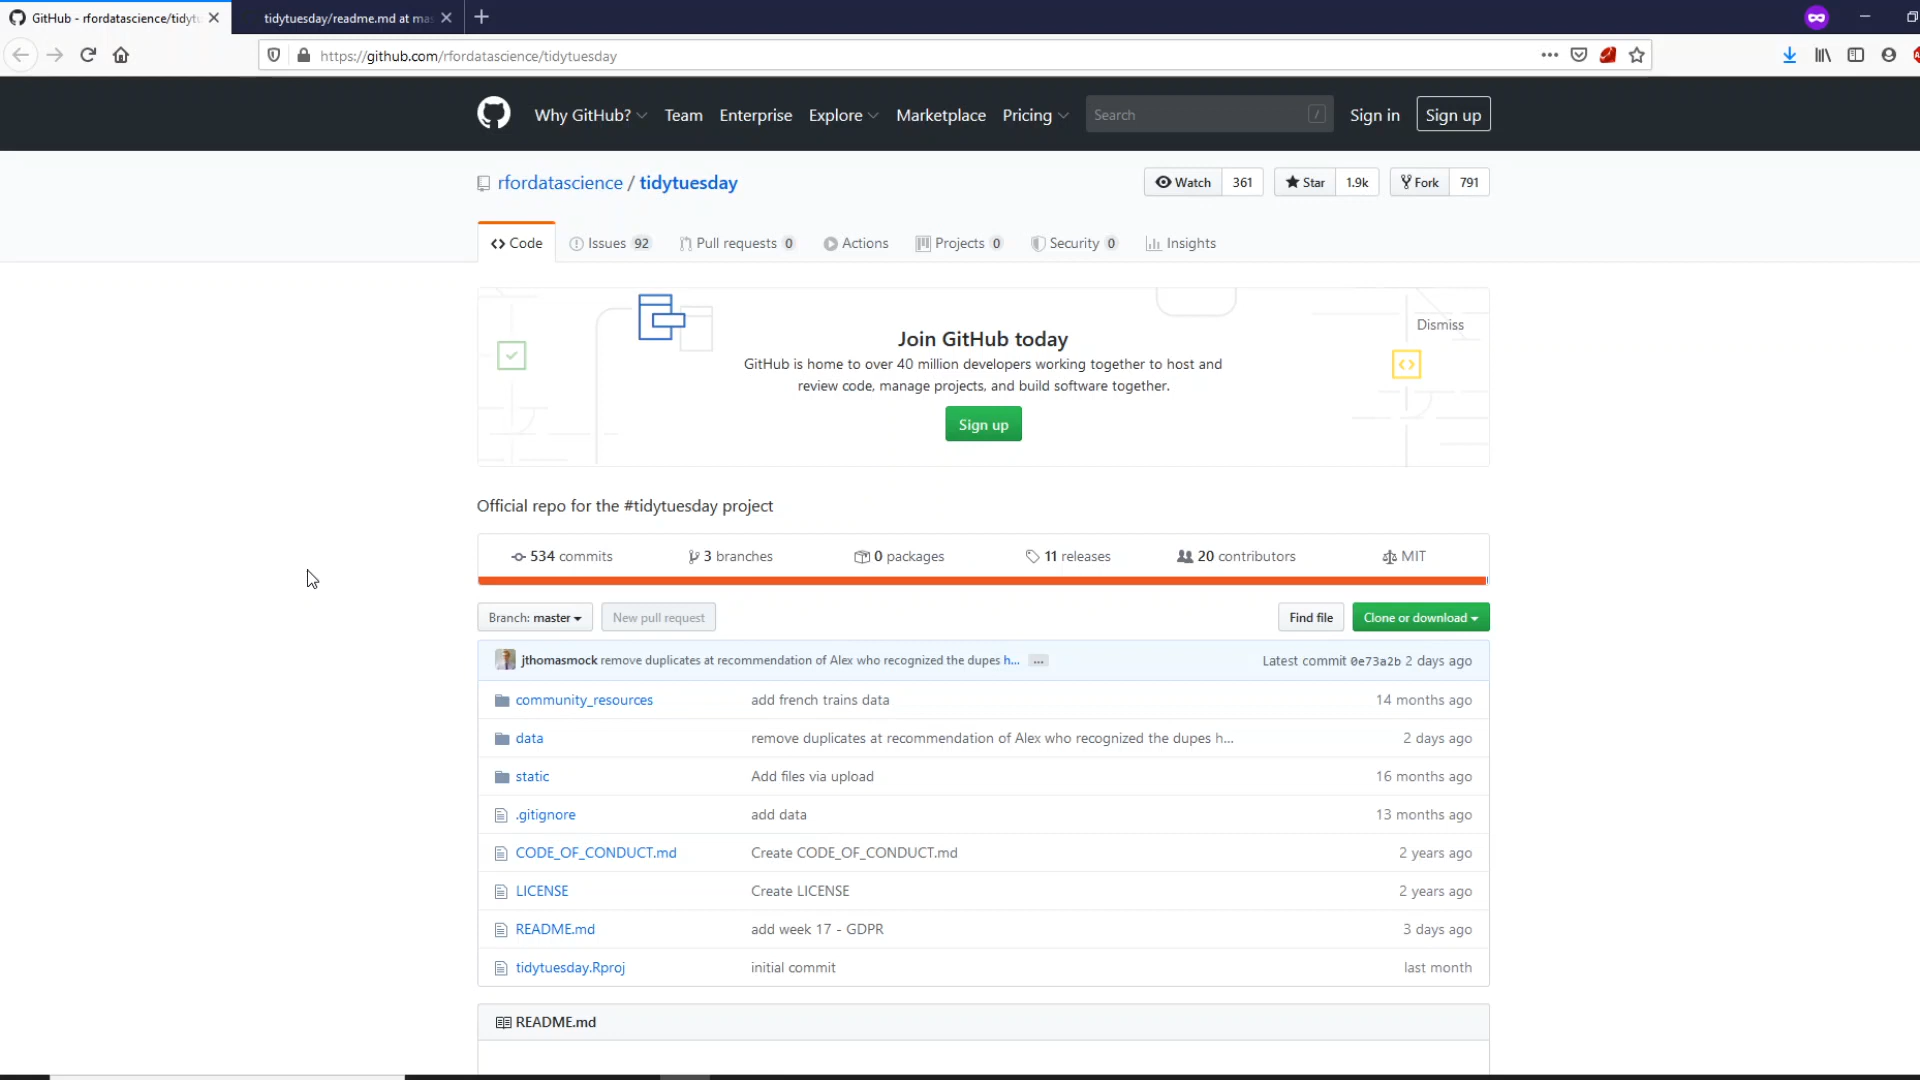 GitHub - rfordatascience/tidytu
tidytuesday/readme.md at mas
https://github.com/rfordatascience/tidytuesday
Why GitHub? Team Enterprise Explore Marketplace Pricing Search / Sign in Sign up
rfordatascience / tidytuesday
Watch 361 Star 1.9k Fork 791
Code Issues 92 Pull requests 0 Actions Projects 0 Security 0 Insights
Join GitHub today
Dismiss
GitHub is home to over 40 million developers working together to host and
review code, manage projects, and build software together.
Sign up
Official repo for the #tidytuesday project
534 commits 3 branches 0 packages 11 releases 20 contributors MIT
Branch: master New pull request Find file Clone or download
jthomasmock remove duplicates at recommendation of Alex who recognized the dupes h... ... Latest commit 0e73a2b 2 days ago
community_resources add french trains data 14 months ago
data remove duplicates at recommendation of Alex who recognized the dupes h... 2 days ago
static Add files via upload 16 months ago
.gitignore add data 13 months ago
CODE_OF_CONDUCT.md Create CODE_OF_CONDUCT.md 2 years ago
LICENSE Create LICENSE 2 years ago
README.md add week 17 - GDPR 3 days ago
tidytuesday.Rproj initial commit last month
README.md